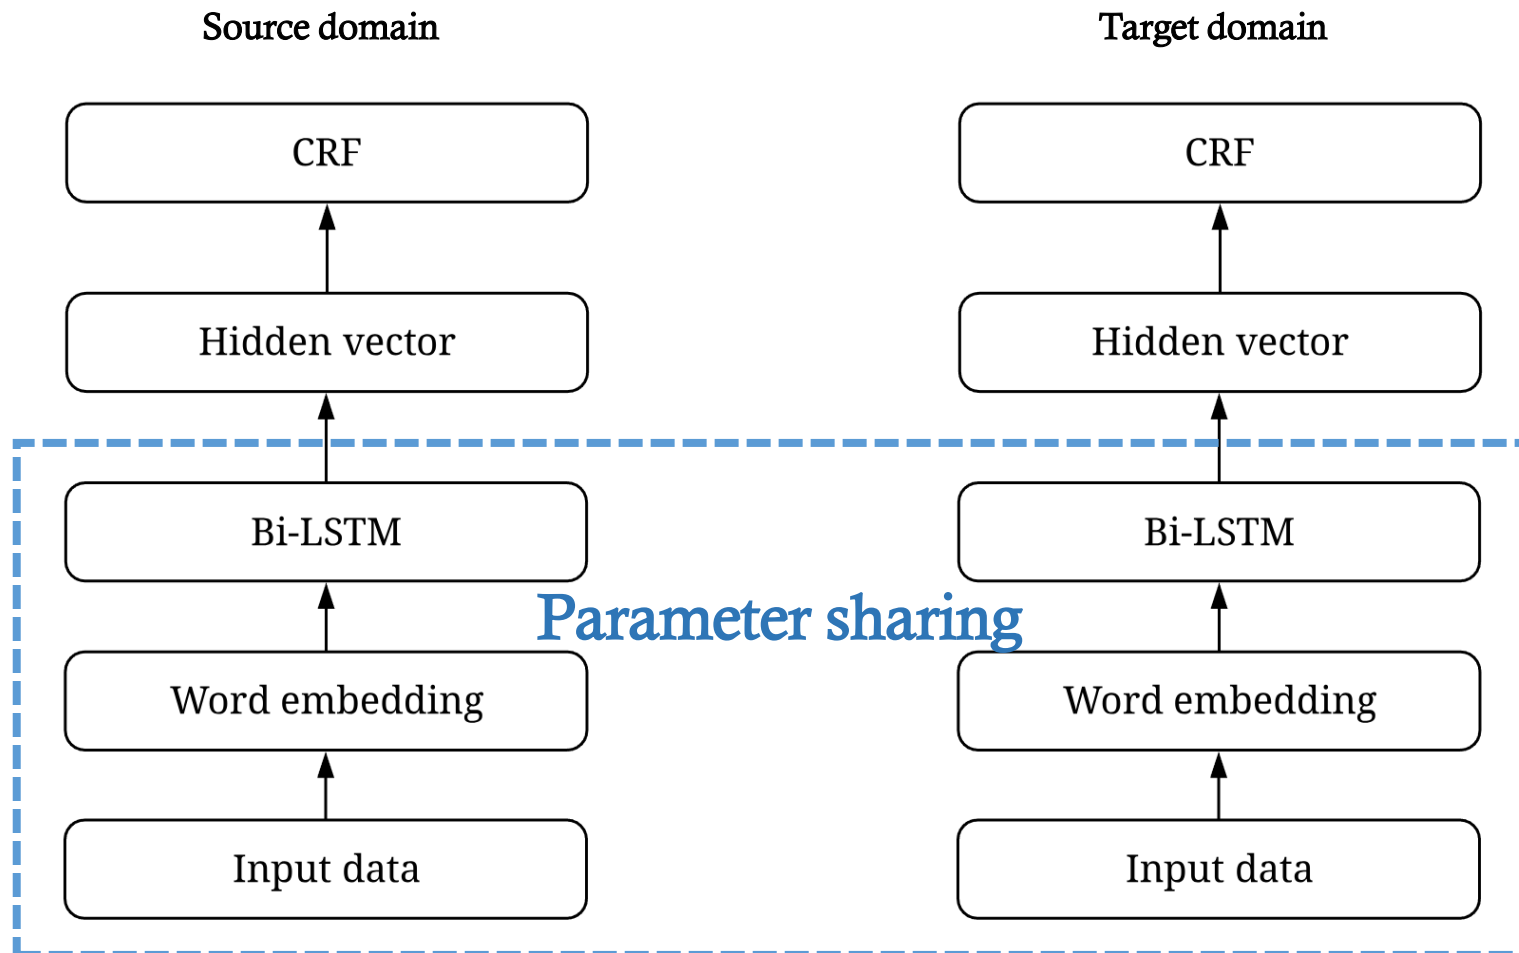 Source domain
Target domain
CRF
CRF
Hidden vector
Hidden vector
Bi-LSTM
Bi-LSTM
Parameter sharing
Word embedding
Word embedding
Input data
Input data